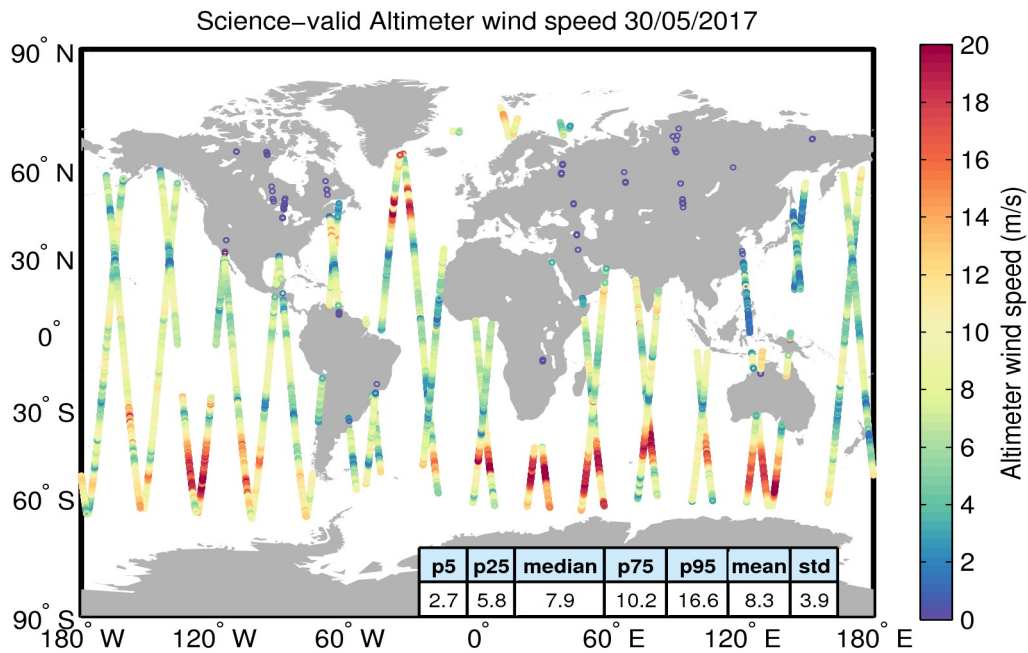 Science−valid Altimeter wind speed 30/05/2017
90° N
60° N
30° N
0°
30° S
60° S
90° S
180° W
120° W
60° W
0°
60° E
120° E
180° E
p5 p25 median p75 p95 mean std
2.7 5.8 7.9 10.2 16.6 8.3 3.9
20
18
16
14
12
10
8
6
4
2
0
Altimeter wind speed (m/s)